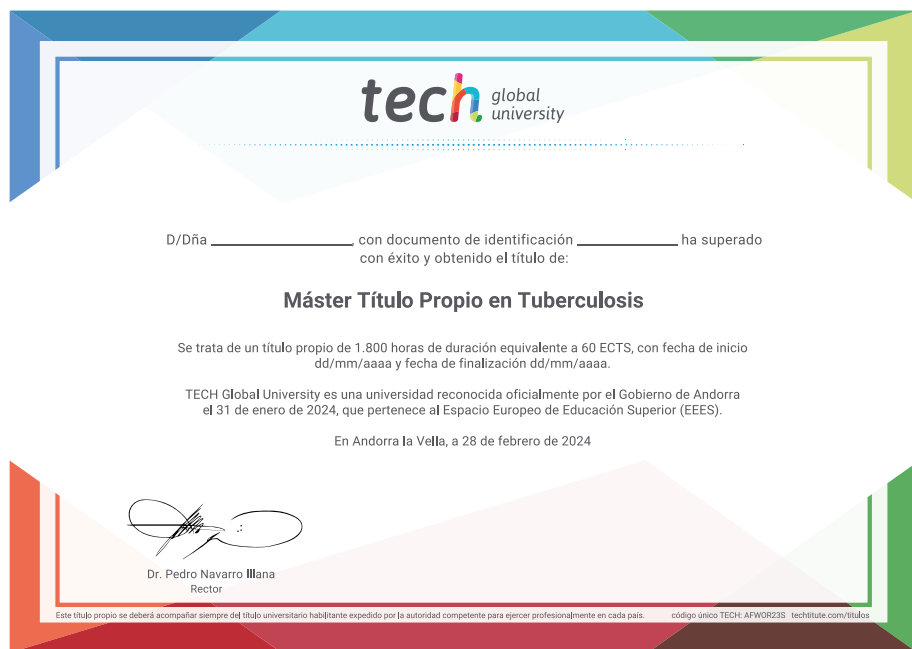 tech global university
D/Dña ______________, con documento de identificación __________ ha superado
con éxito y obtenido el título de:
Máster Título Propio en Tuberculosis
Se trata de un título propio de 1.800 horas de duración equivalente a 60 ECTS, con fecha de inicio
dd/mm/aaaa y fecha de finalización dd/mm/aaaa.
TECH Global University es una universidad reconocida oficialmente por el Gobierno de Andorra
el 31 de enero de 2024, que pertenece al Espacio Europeo de Educación Superior (EEES).
En Andorra la Vella, a 28 de febrero de 2024
Dr. Pedro Navarro Illana
Rector
Este título propio se deberá acompañar siempre del título universitario habilitante expedido por la autoridad competente para ejercer profesionalmente en cada país. código único TECH: AFWOR23S techtitute.com/titulos